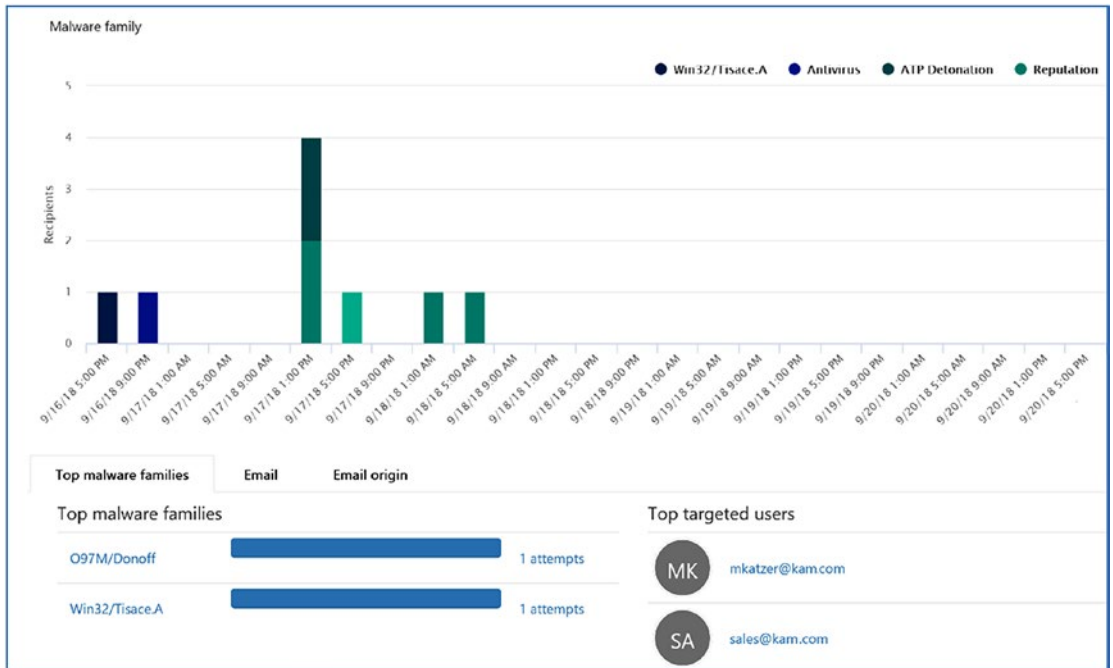 Malware family
Win32/Tisace.A Antivirus ATP Detonation Reputation
5
4
3
2
1
0
Recipients
9/16/18 5:00 PM
9/16/18 9:00 PM
9/17/18 1:00 AM
9/17/18 5:00 AM
9/17/18 9:00 AM
9/17/18 1:00 PM
9/17/18 5:00 PM
9/17/18 9:00 PM
9/18/18 1:00 AM
9/18/18 5:00 AM
9/18/18 9:00 AM
9/18/18 1:00 PM
9/18/18 5:00 PM
9/18/18 9:00 PM
9/19/18 1:00 AM
9/19/18 5:00 AM
9/19/18 9:00 AM
9/19/18 1:00 PM
9/19/18 5:00 PM
9/19/18 9:00 PM
9/20/18 1:00 AM
9/20/18 5:00 AM
9/20/18 9:00 AM
9/20/18 1:00 PM
9/20/18 5:00 PM
Top malware families Email Email origin
Top malware families
O97M/Donoff 1 attempts
Win32/Tisace.A 1 attempts
Top targeted users
MK mkatzer@kam.com
SA sales@kam.com